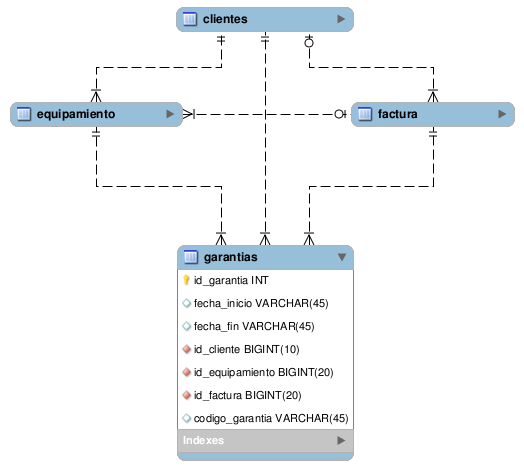 clientes
equipamiento
factura
garantias
id_garantia INT
fecha_inicio VARCHAR(45)
fecha_fin VARCHAR(45)
id_cliente BIGINT(10)
id_equipamiento BIGINT(20)
id_factura BIGINT(20)
codigo_garantia VARCHAR(45)
Indexes